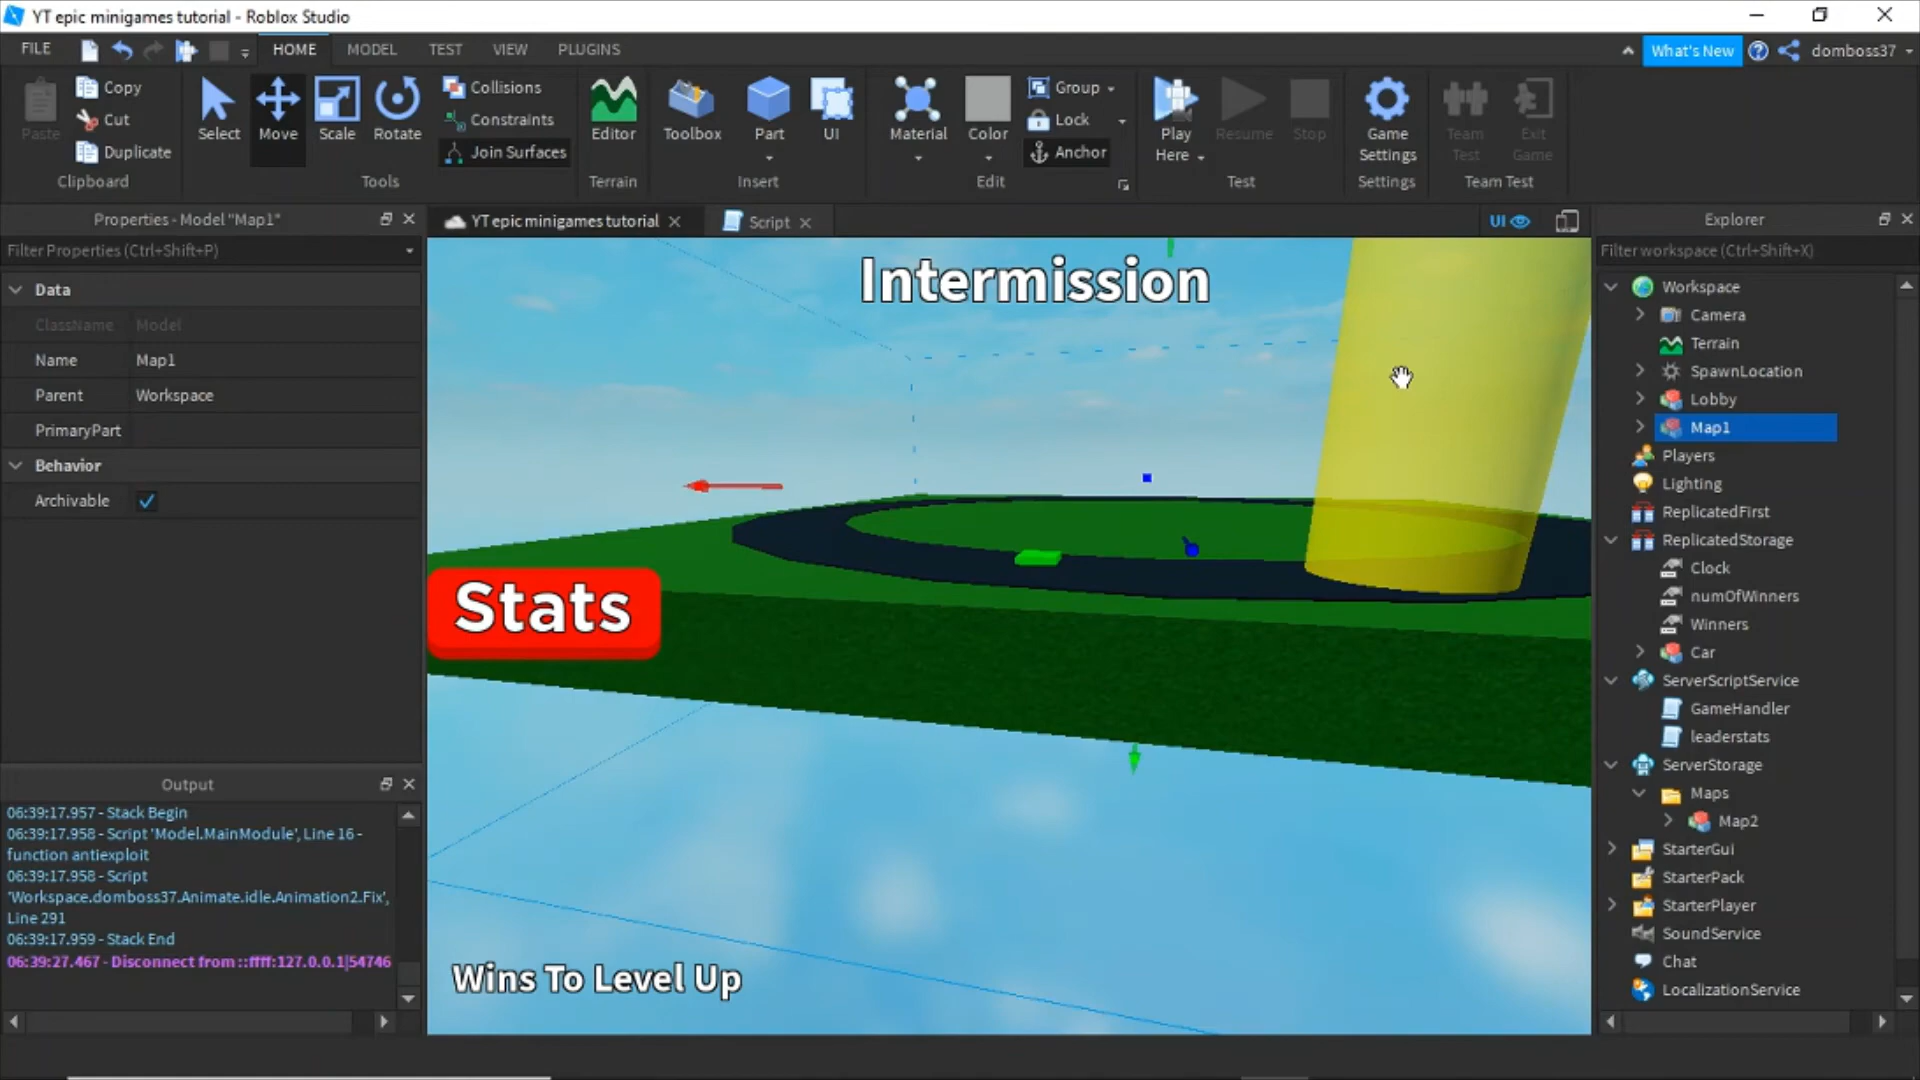 YT epic minigames tutorial - Roblox Studio
FILE
HOME
MODEL
TEST
VIEW
PLUGINS
What's New
domboss37
Paste
Copy
Cut
Duplicate
Clipboard
Select
Move
Scale
Rotate
Collisions
Constraints
Join Surfaces
Tools
Editor
Terrain
Toolbox
Part
UI
Insert
Material
Color
Group
Lock
Anchor
Edit
Play
Here
Resume
Stop
Test
Game
Settings
Settings
Team
Test
Exit
Game
Team Test
Properties - Model "Map1"
Filter Properties (Ctrl+Shift+P)
Data
ClassName Model
Name Map1
Parent Workspace
PrimaryPart
Behavior
Archivable
Output
06:39:17.957 - Stack Begin
06:39:17.958 - Script 'Model.MainModule', Line 16 -
function antiexploit
06:39:17.958 - Script
'Workspace.domboss37.Animate.idle.Animation2.Fix',
Line 291
06:39:17.959 - Stack End
06:39:27.467 - Disconnect from ::ffff:127.0.0.1|54746
YT epic minigames tutorial
Script
UI
Intermission
Stats
Wins To Level Up
Explorer
Filter workspace (Ctrl+Shift+X)
Workspace
Camera
Terrain
SpawnLocation
Lobby
Map1
Players
Lighting
ReplicatedFirst
ReplicatedStorage
Clock
numOfWinners
Winners
Car
ServerScriptService
GameHandler
leaderstats
ServerStorage
Maps
Map2
StarterGui
StarterPack
StarterPlayer
SoundService
Chat
LocalizationService